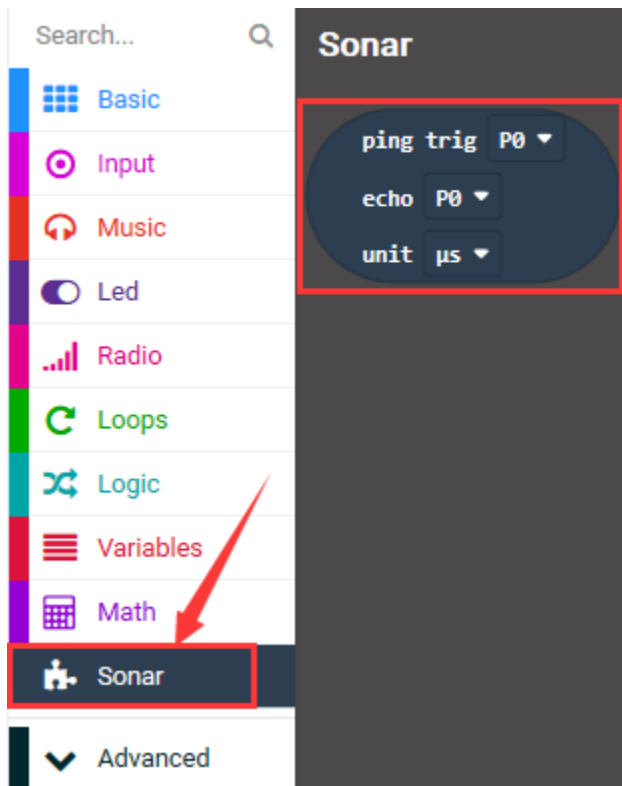 Search...
Basic
Input
Music
Led
Radio
Loops
Logic
Variables
Math
Sonar
Advanced
Sonar
ping trig P0
echo P0
unit µs